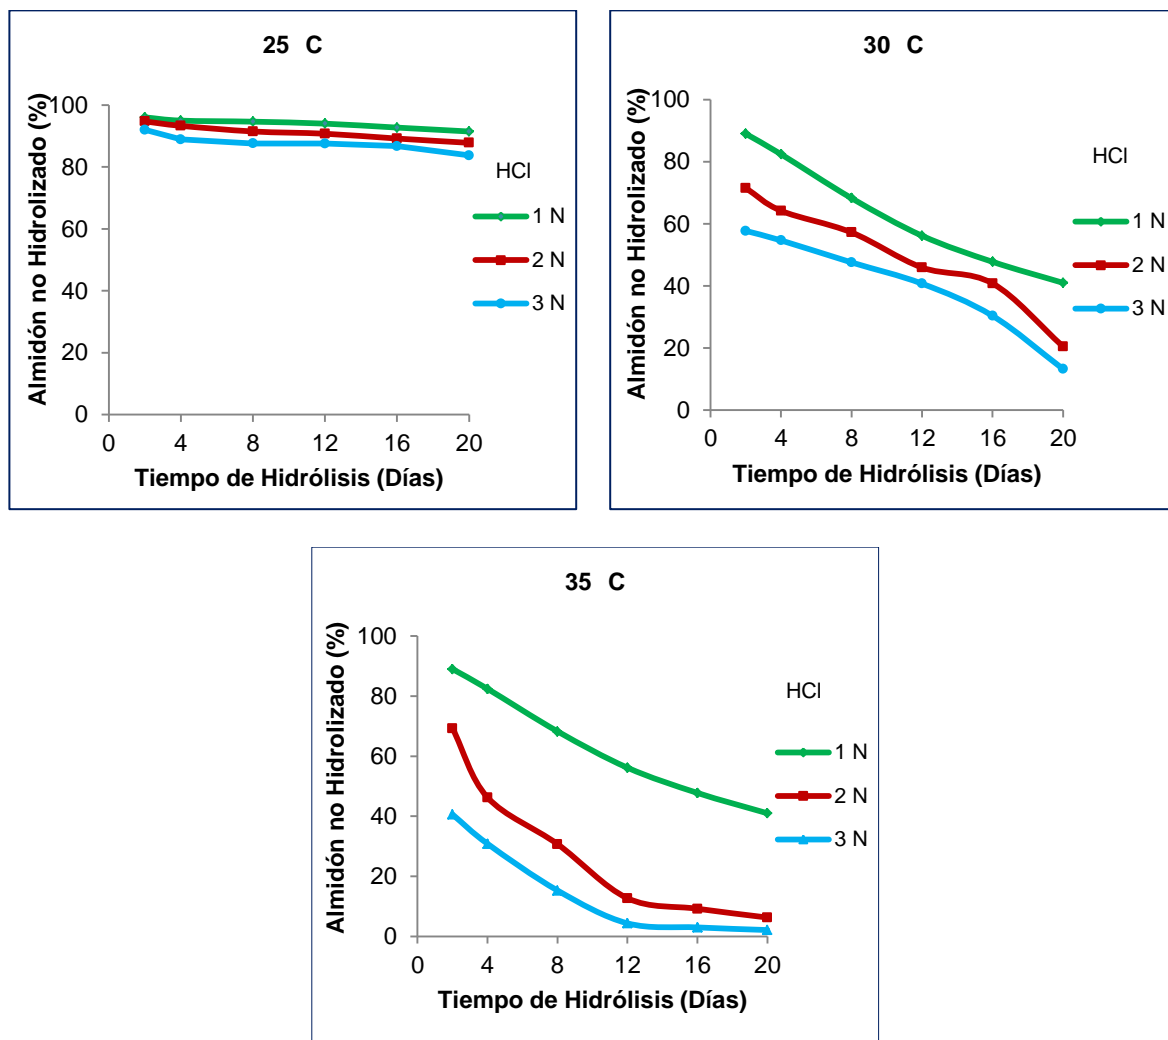 25 C
Almidón no Hidrolizado (%)
100
80
60
40
20
0
0 4 8 12 16 20
Tiempo de Hidrólisis (Días)
HCl
1 N
2 N
3 N
30 C
Almidón no Hidrolizado (%)
100
80
60
40
20
0
0 4 8 12 16 20
Tiempo de Hidrólisis (Días)
HCl
1 N
2 N
3 N
35 C
Almidón no Hidrolizado (%)
100
80
60
40
20
0
0 4 8 12 16 20
Tiempo de Hidrólisis (Días)
HCl
1 N
2 N
3 N